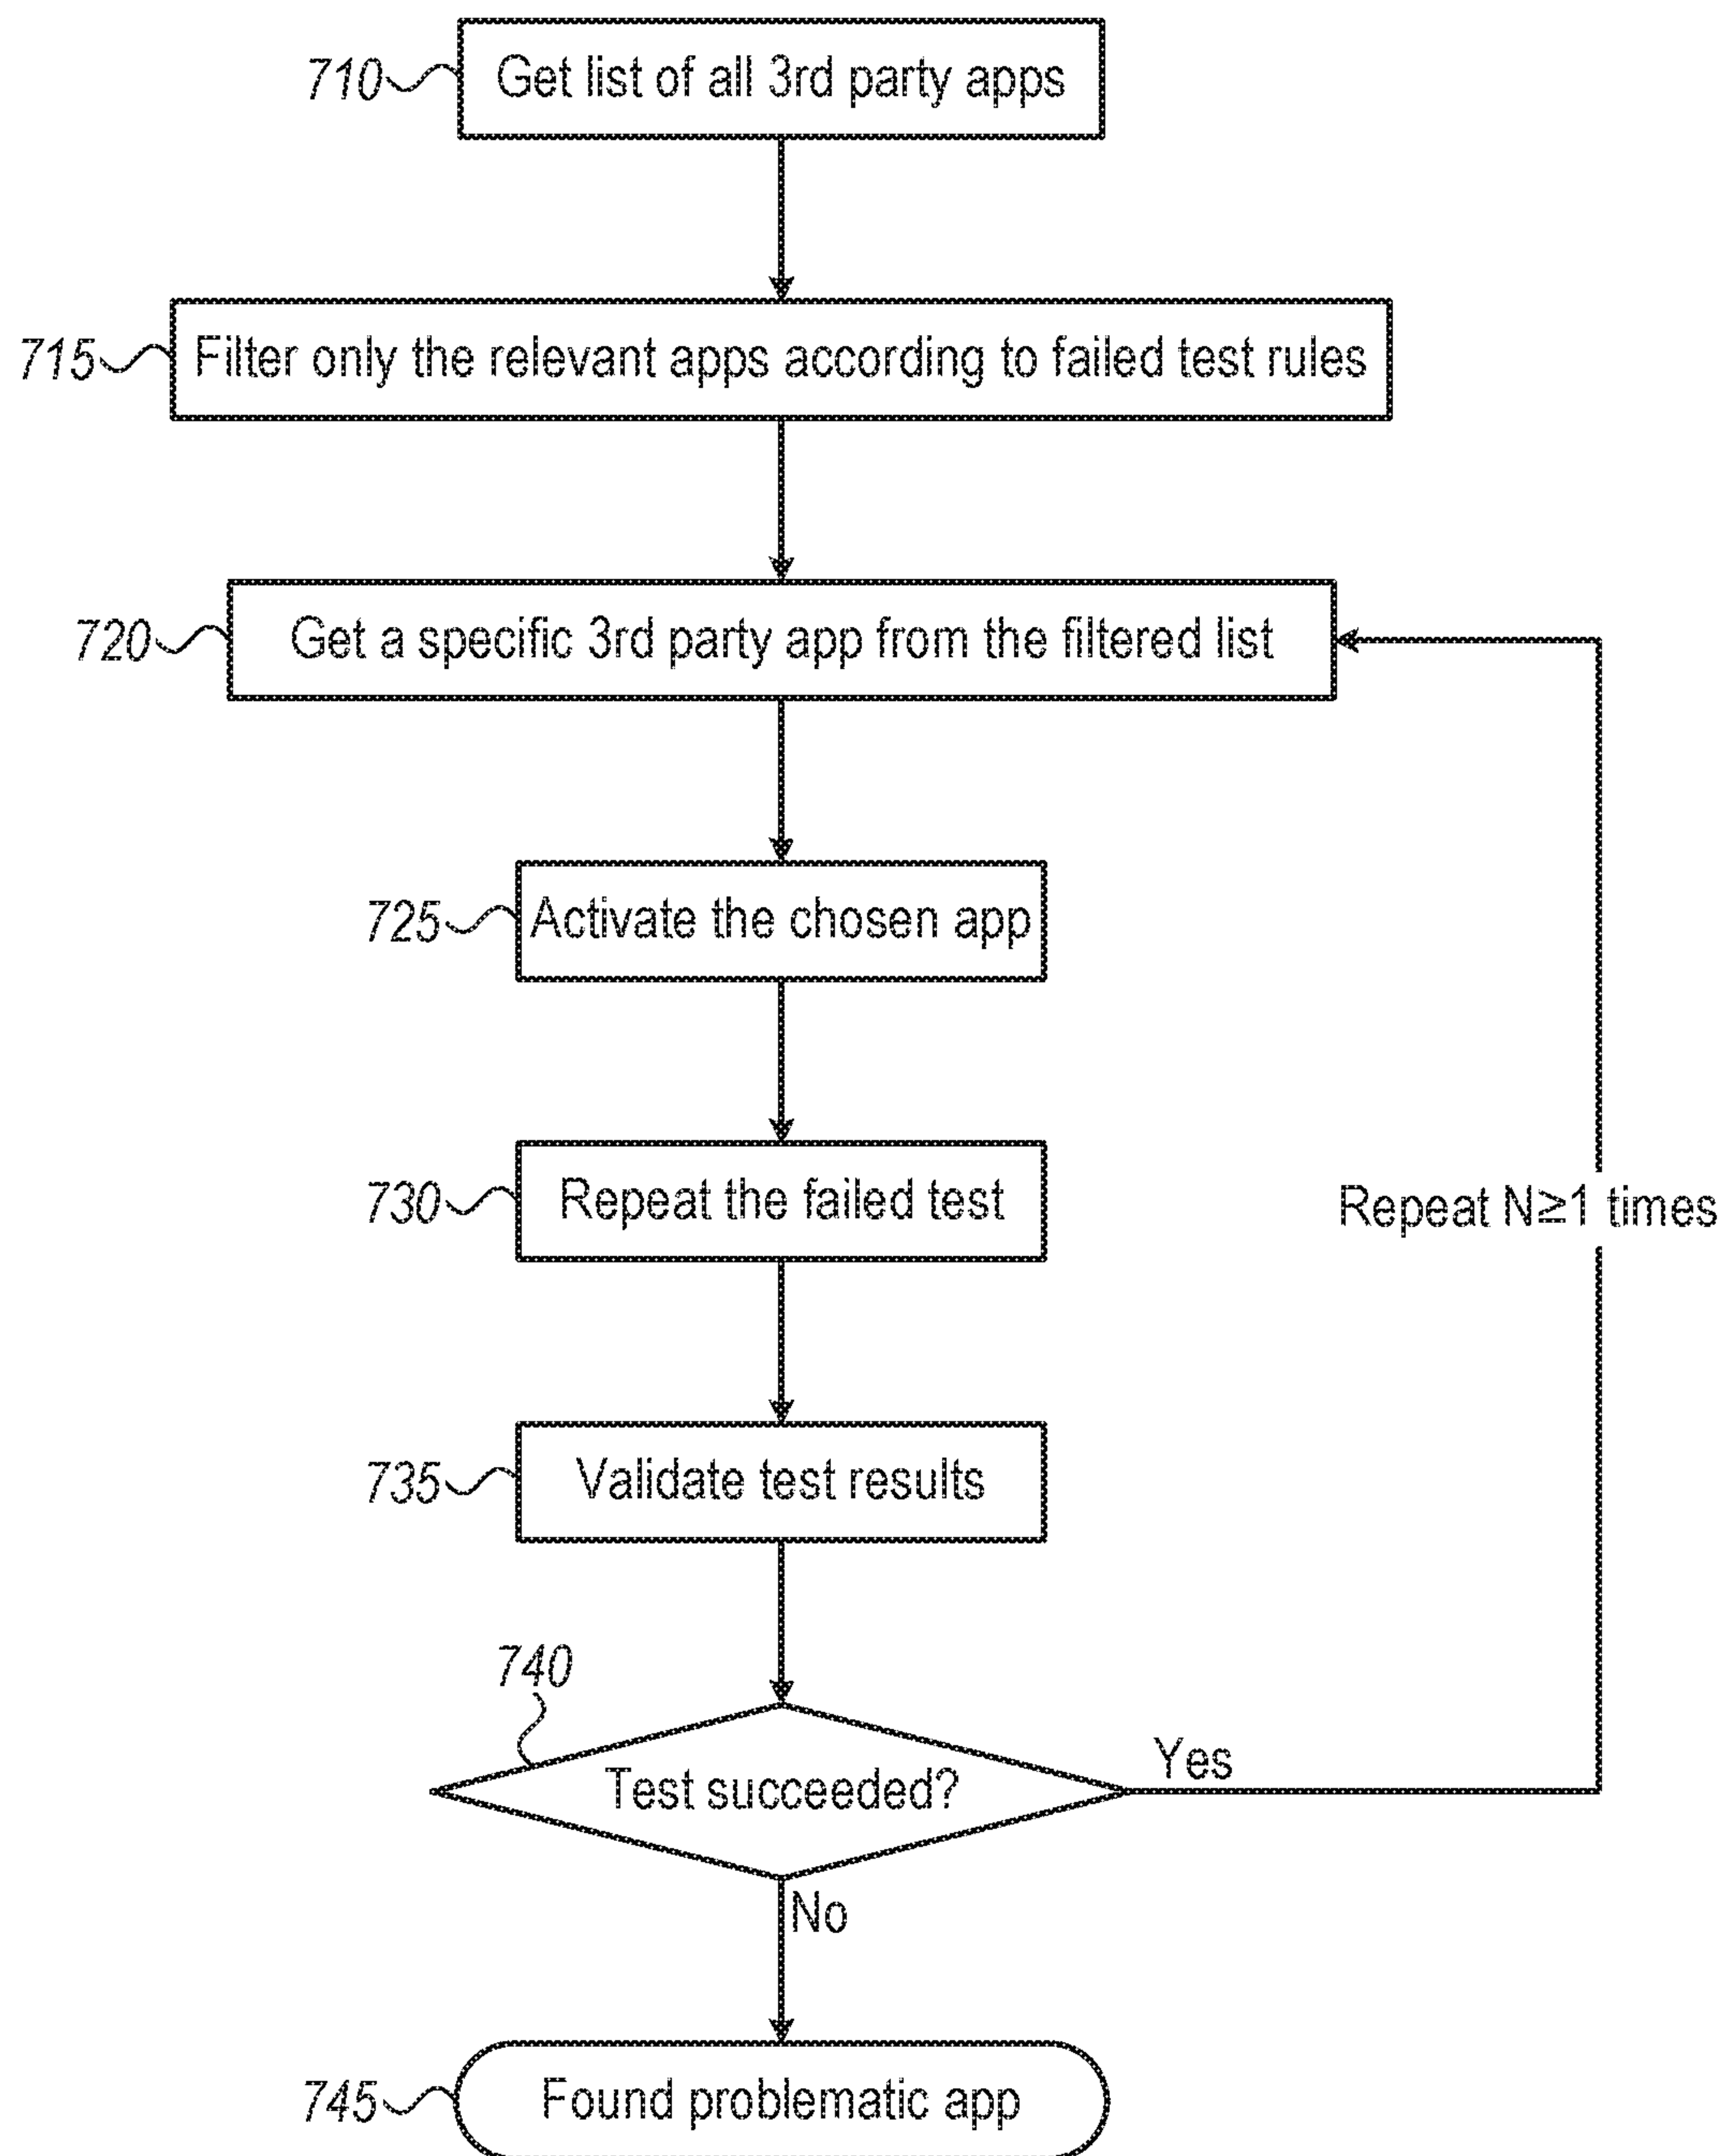 710 Get list of all 3rd party apps
715 Filter only the relevant apps according to failed test rules
720 Get a specific 3rd party app from the filtered list
725 Activate the chosen app
730 Repeat the failed test
Repeat N≥1 times
735 Validate test results
740
Test succeeded?
Yes
No
745 Found problematic app